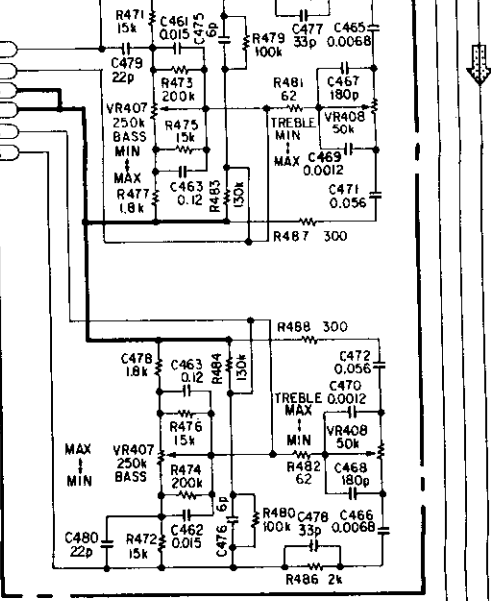 R471
15k
C461
0.015
C475
6p
R479
100k
C477
33p
C465
0.0068
C479
22p
R473
200k
R481
62
C467
180p
VR407
250k
BASS
MIN
MAX
R475
15k
TREBLE
MIN
MAX
VR408
50k
C469
0.0012
R477
1.8k
C463
0.12
R483
130k
C471
0.056
R487 300
R488 300
C478
1.8k
C463
0.12
R484
130k
C472
0.056
C470
0.0012
TREBLE
MAX
MIN
R476
15k
VR408
50k
MAX
MIN
VR407
250k
BASS
R474
200k
R482
62
C468
180p
C480
22p
R472
15k
C462
0.015
C476
6p
R480
100k
C478
33p
C466
0.0068
R486 2k